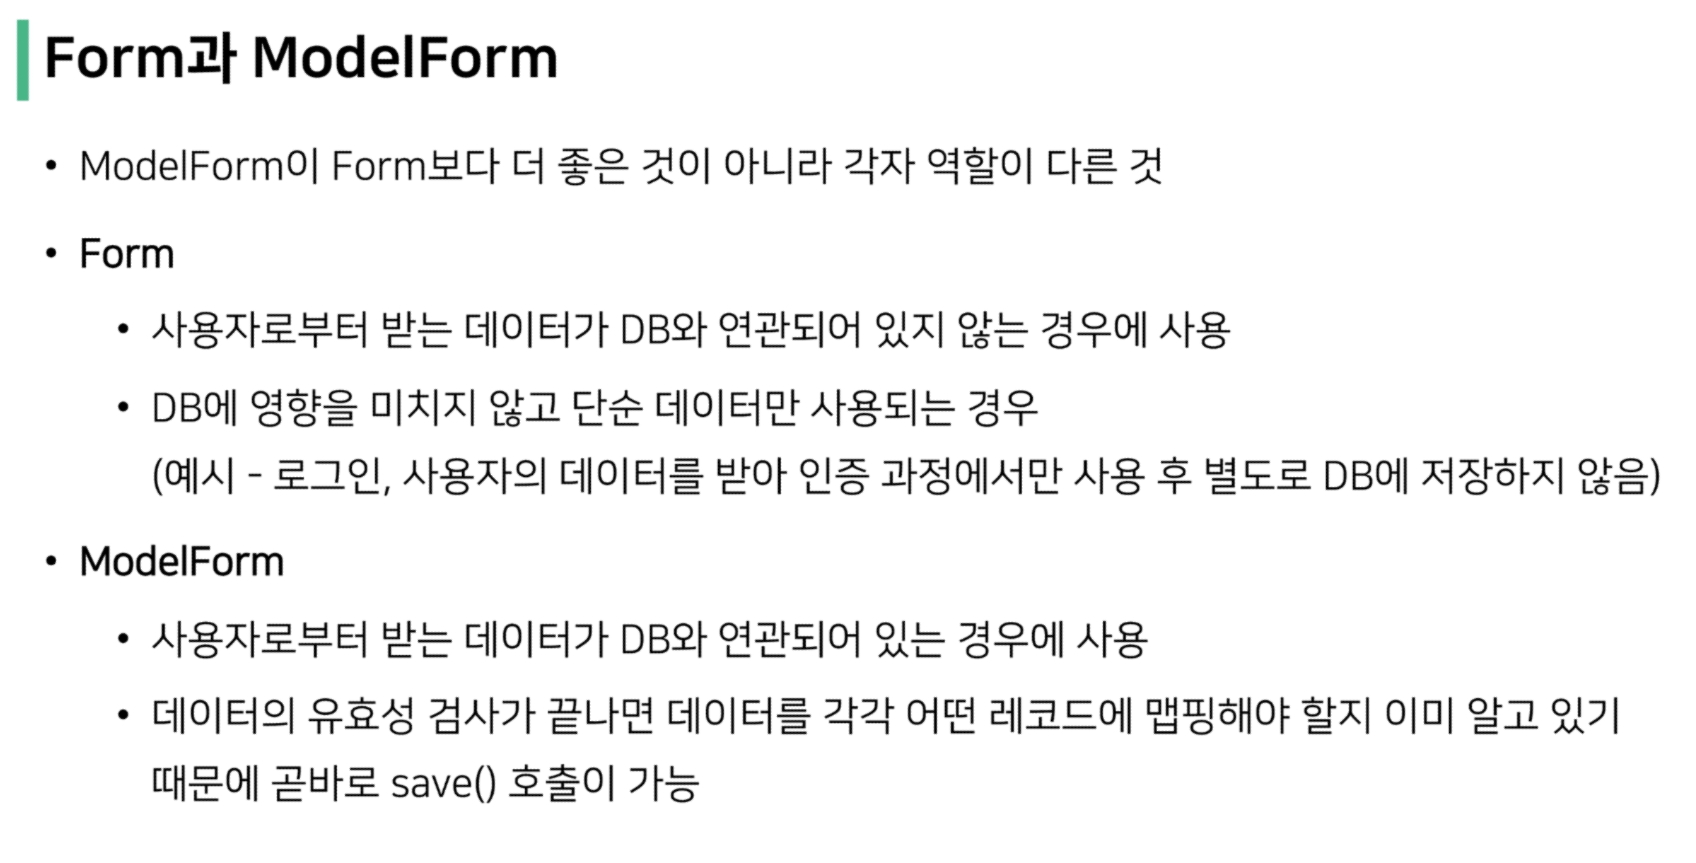 Form과 ModelForm
• ModelForm이 Form보다 더 좋은 것이 아니라 각자 역할이 다른 것
• Form
• 사용자로부터 받는 데이터가 DB와 연관되어 있지 않는 경우에 사용
• DB에 영향을 미치지 않고 단순 데이터만 사용되는 경우
(예시 - 로그인, 사용자의 데이터를 받아 인증 과정에서만 사용 후 별도로 DB에 저장하지 않음)
• ModelForm
• 사용자로부터 받는 데이터가 DB와 연관되어 있는 경우에 사용
• 데이터의 유효성 검사가 끝나면 데이터를 각각 어떤 레코드에 맵핑해야 할지 이미 알고 있기
때문에 곧바로 save() 호출이 가능